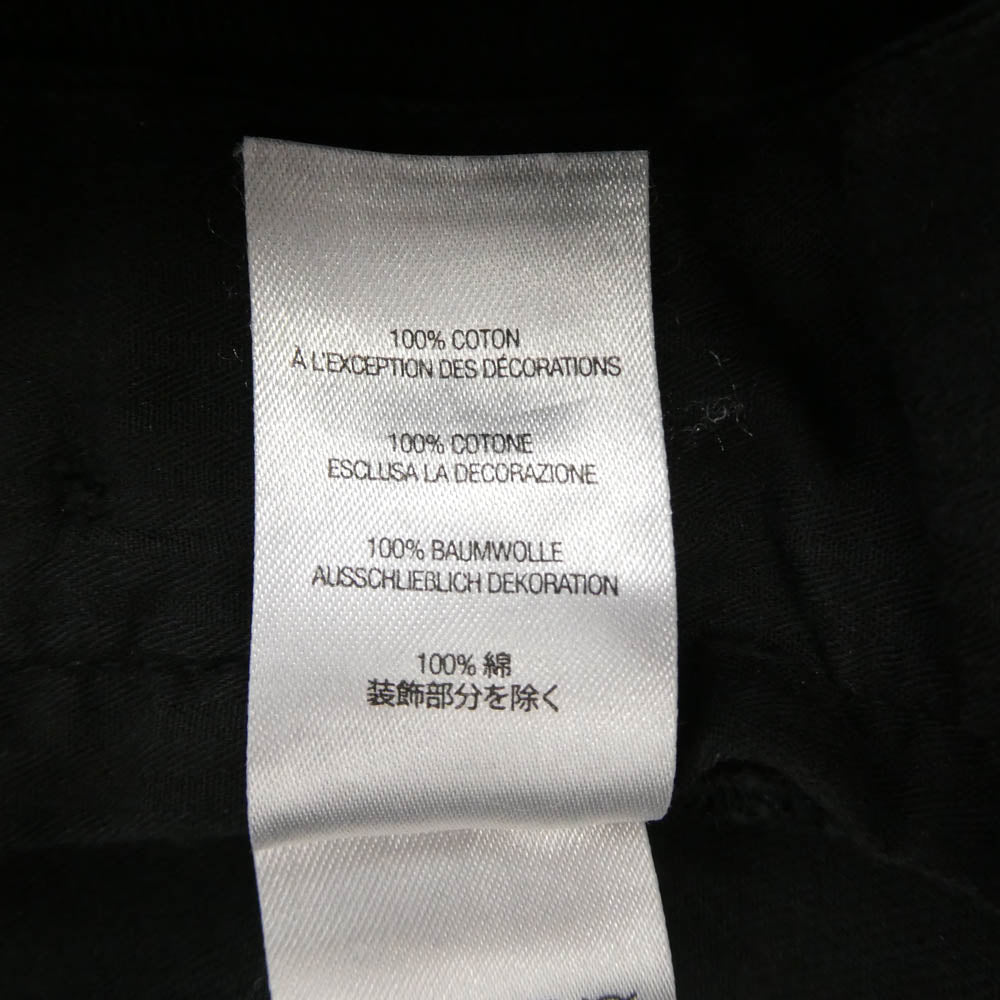 100% COTON
À L'EXCEPTION DES DÉCORATIONS
100% COTONE
ESCLUSA LA DECORAZIONE
100% BAUMWOLLE
AUSSCHLIEßLICH DEKORATION
100% 綿
装飾部分を除く